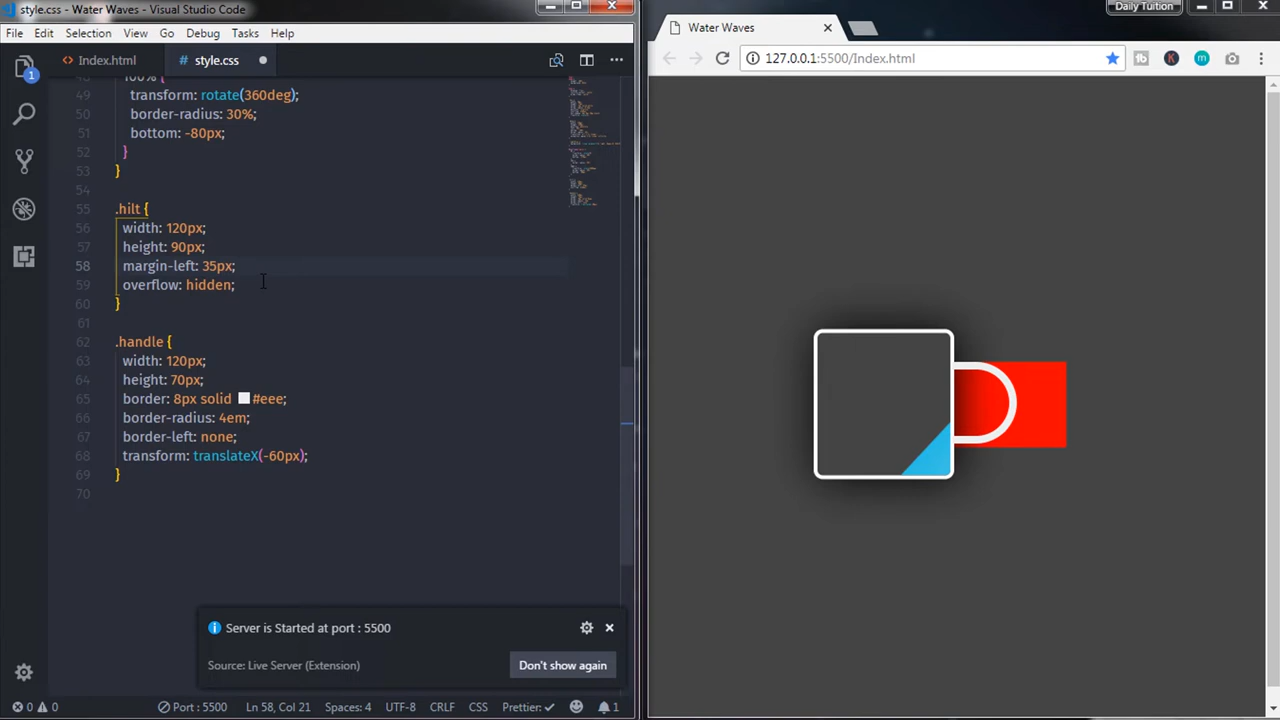 style.css - Water Waves - Visual Studio Code
File Edit Selection View Go Debug Tasks Help
Index.html
# style.css
48 100% {
49 transform: rotate(360deg);
50 border-radius: 30%;
51 bottom: -80px;
52 }
53 }
54
55 .hilt {
56 width: 120px;
57 height: 90px;
58 margin-left: 35px;
59 overflow: hidden;
60 }
61
62 .handle {
63 width: 120px;
64 height: 70px;
65 border: 8px solid #eee;
66 border-radius: 4em;
67 border-left: none;
68 transform: translateX(-60px);
69 }
70
1
Server is Started at port : 5500
Source: Live Server (Extension)
Don't show again
0 0 Port : 5500 Ln 58, Col 21 Spaces: 4 UTF-8 CRLF CSS Prettier: 1
Daily Tuition
Water Waves
127.0.0.1:5500/Index.html